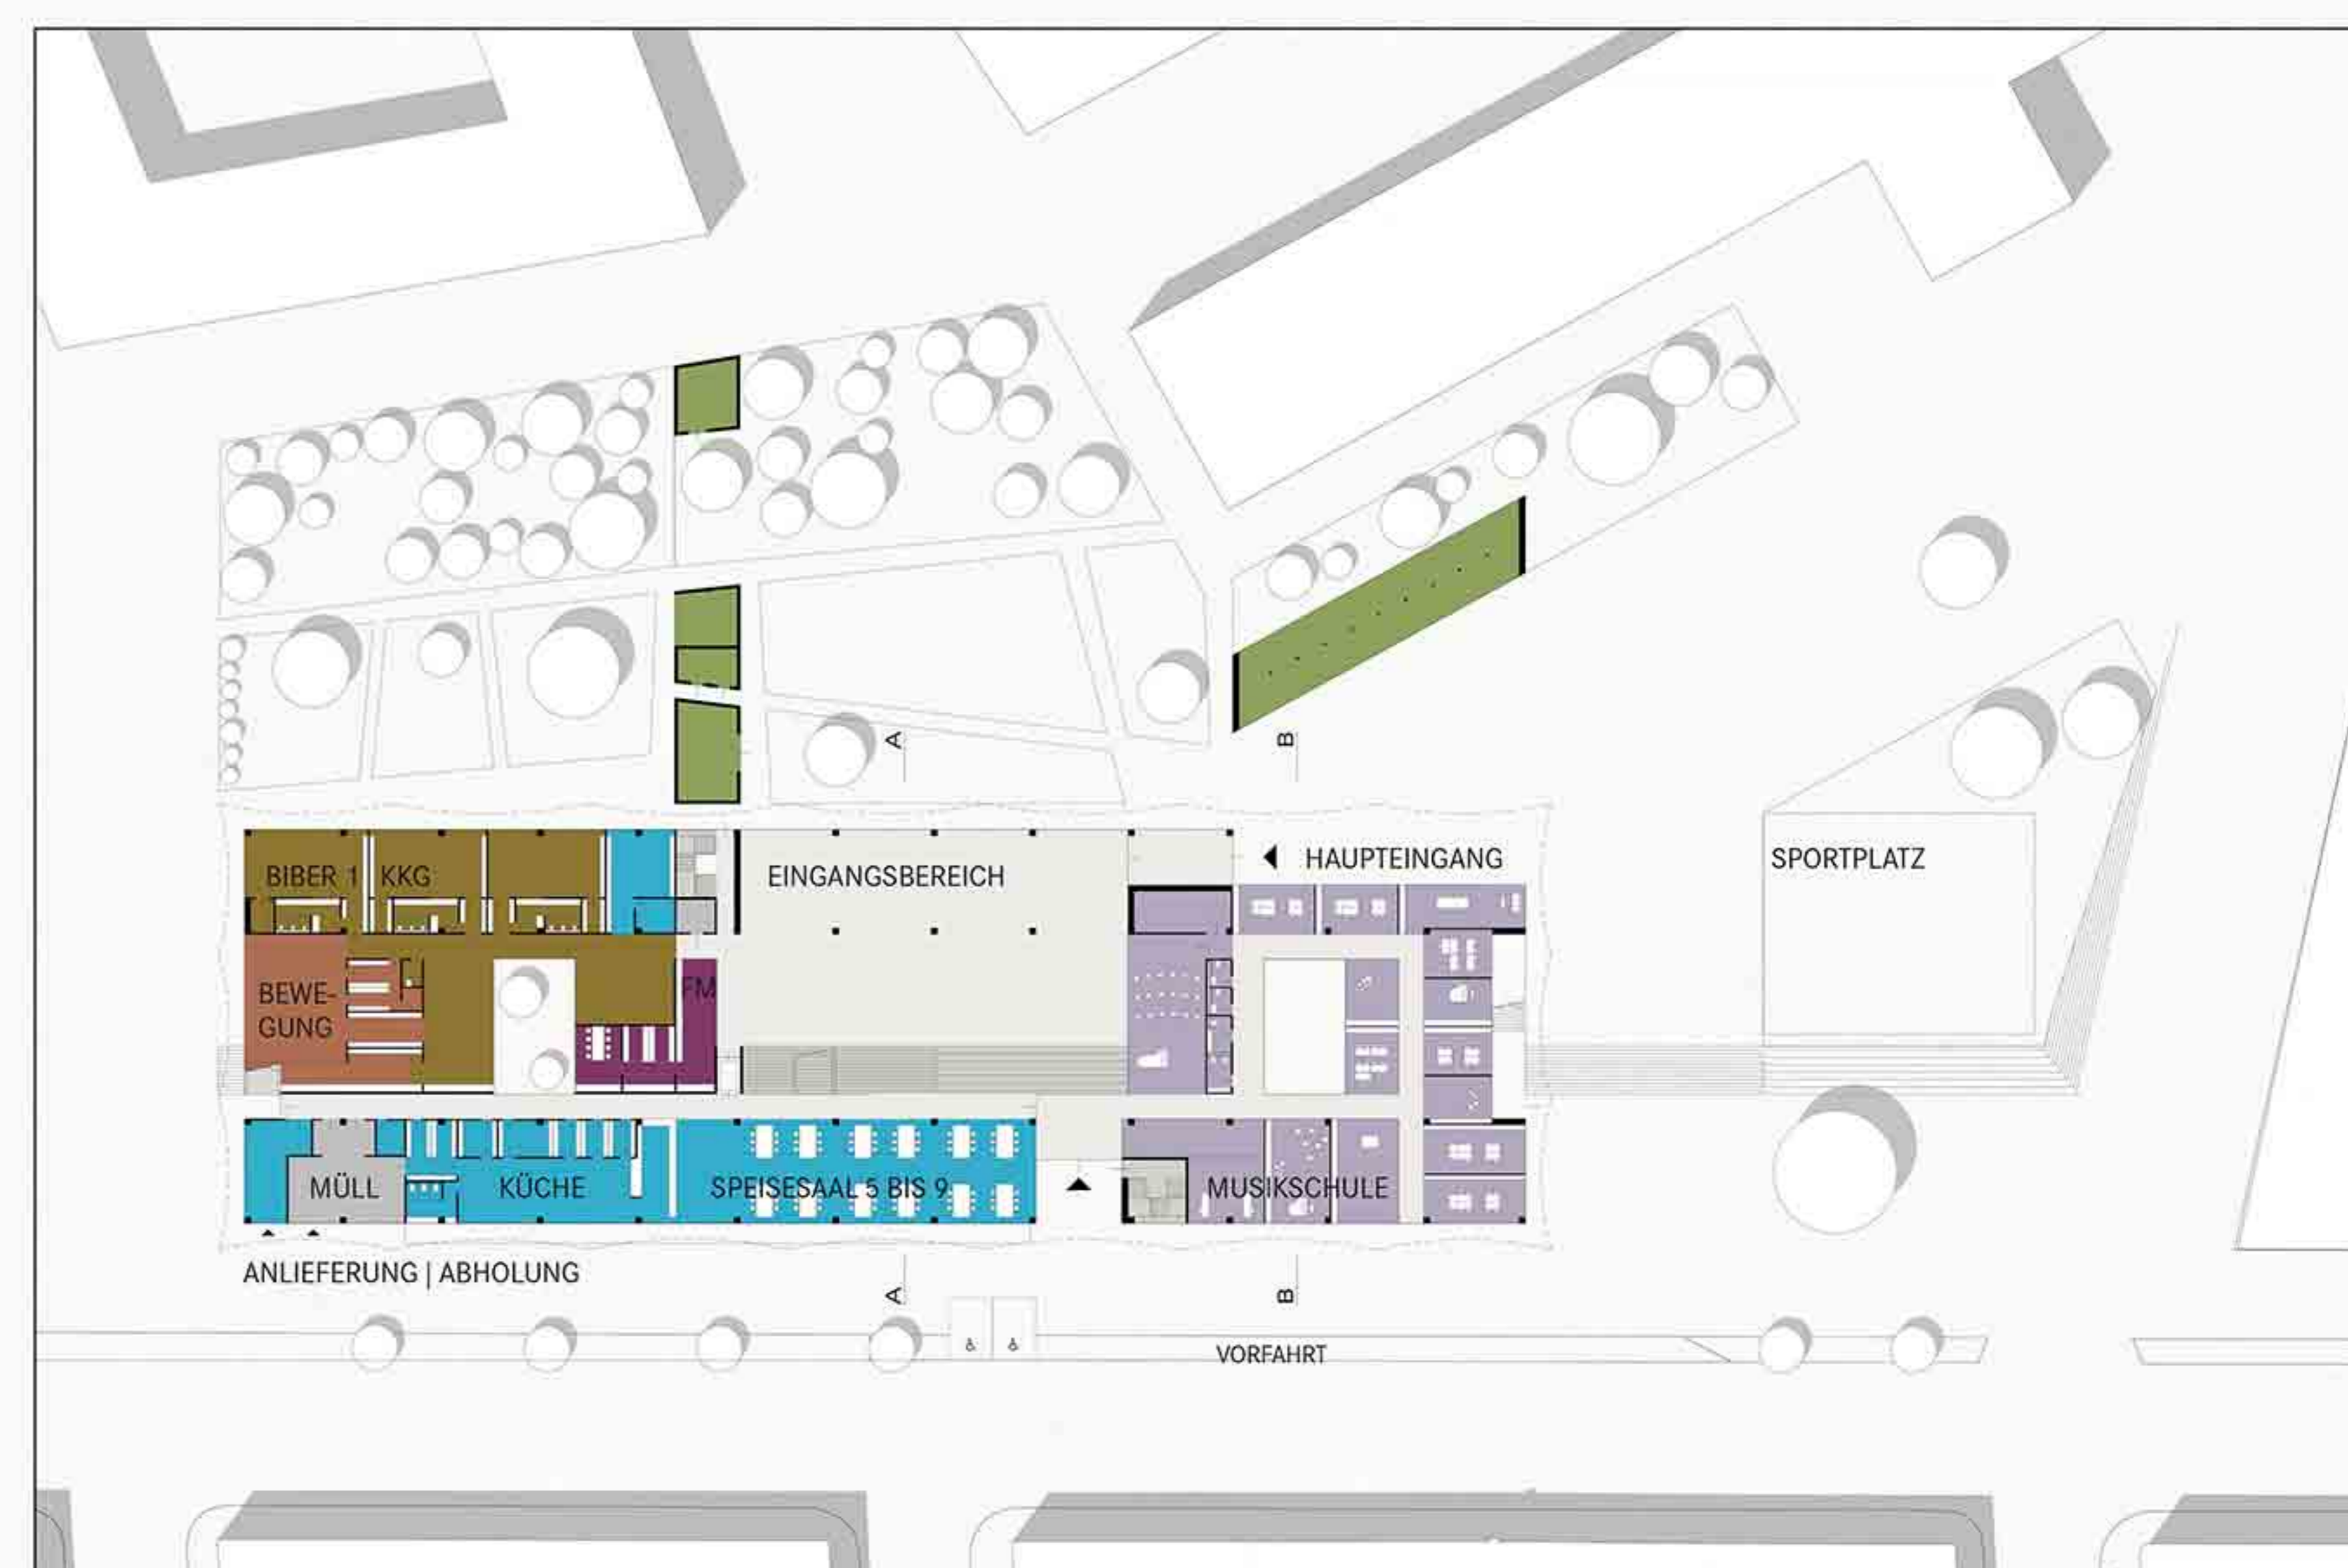 A
B
HAUPTEINGANG
SPORTPLATZ
BIBER 1
KKG
EINGANGSBEREICH
BEWE-
GUNG
FM
MÜLL
KÜCHE
SPEISESAAL 5 BIS 9
MUSIKSCHULE
ANLIEFERUNG | ABHOLUNG
A
B
VORFAHRT